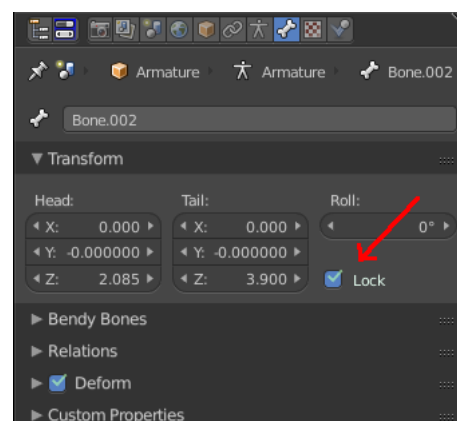 Armature Armature Bone.002
Bone.002
Transform
Head: Tail: Roll:
X: 0.000 X: 0.000 0°
Y: -0.000000 Y: -0.000000
Z: 2.085 Z: 3.900 Lock
Bendy Bones
Relations
Deform
Custom Properties